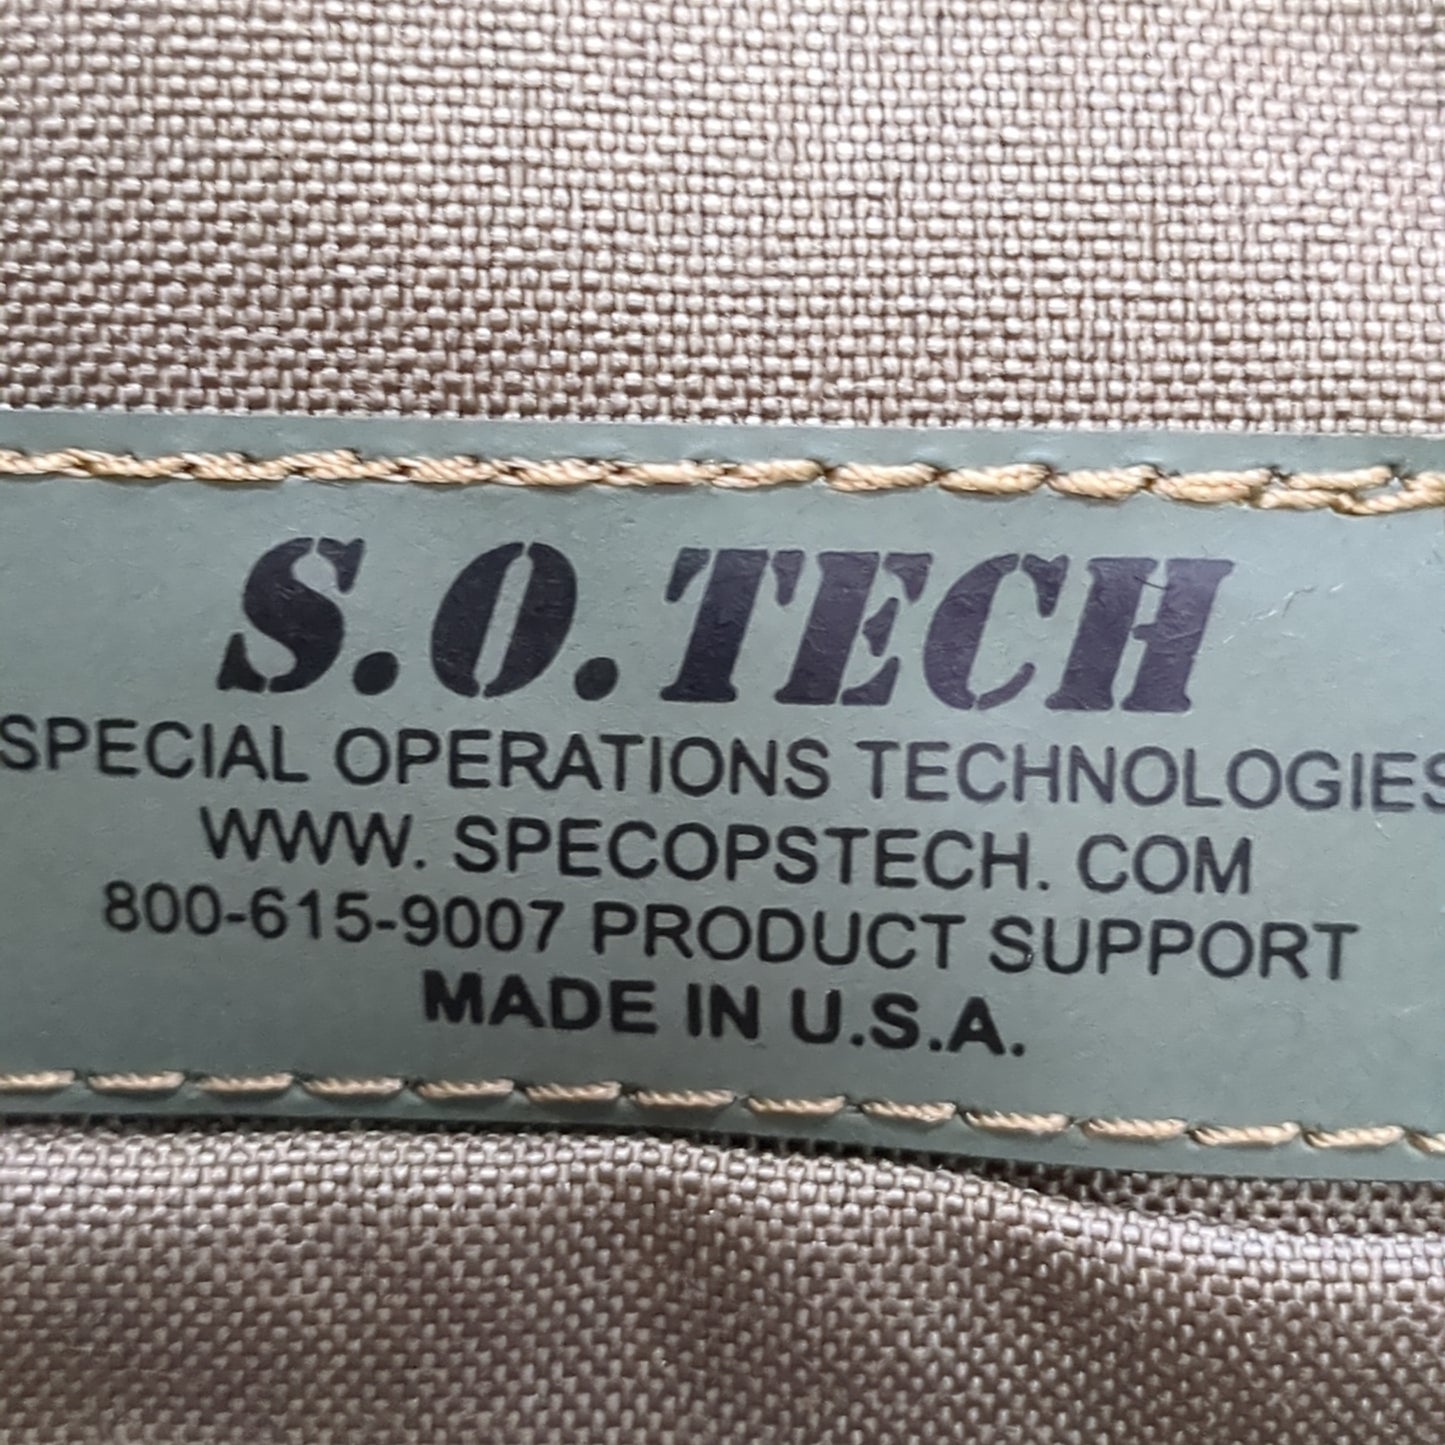 S.O.TECH
SPECIAL OPERATIONS TECHNOLOGIES
WWW. SPECOPSTECH. COM
800-615-9007 PRODUCT SUPPORT
MADE IN U.S.A.